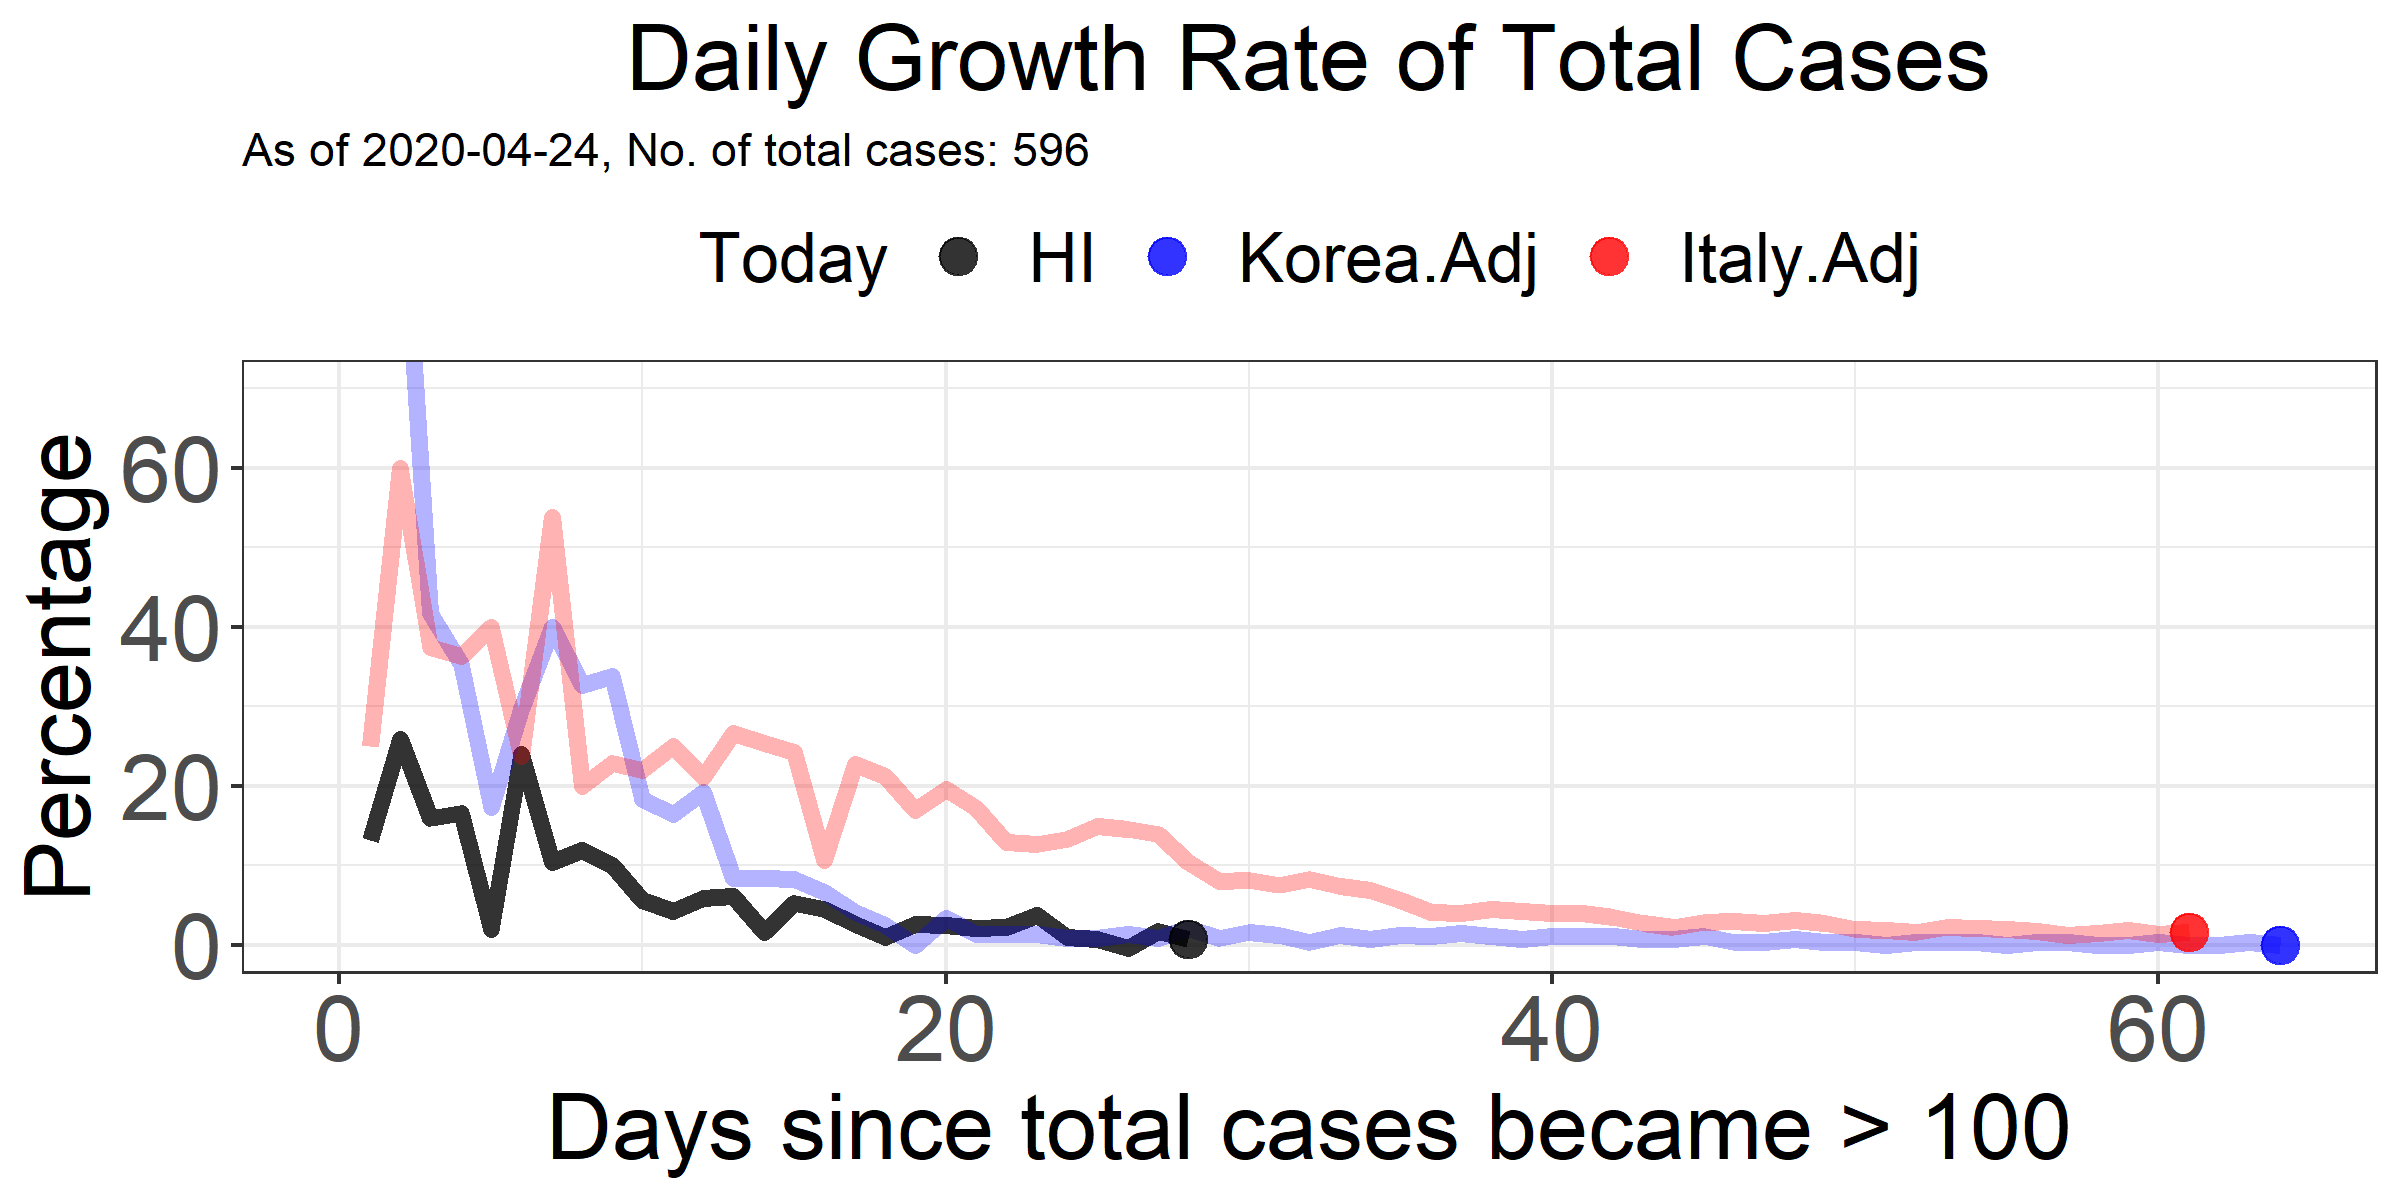 Daily Growth Rate of Total Cases
As of 2020-04-24, No. of total cases: 596
Today HI Korea.Adj Italy.Adj
Percentage
60
40
20
0
0 20 40 60
Days since total cases became > 100